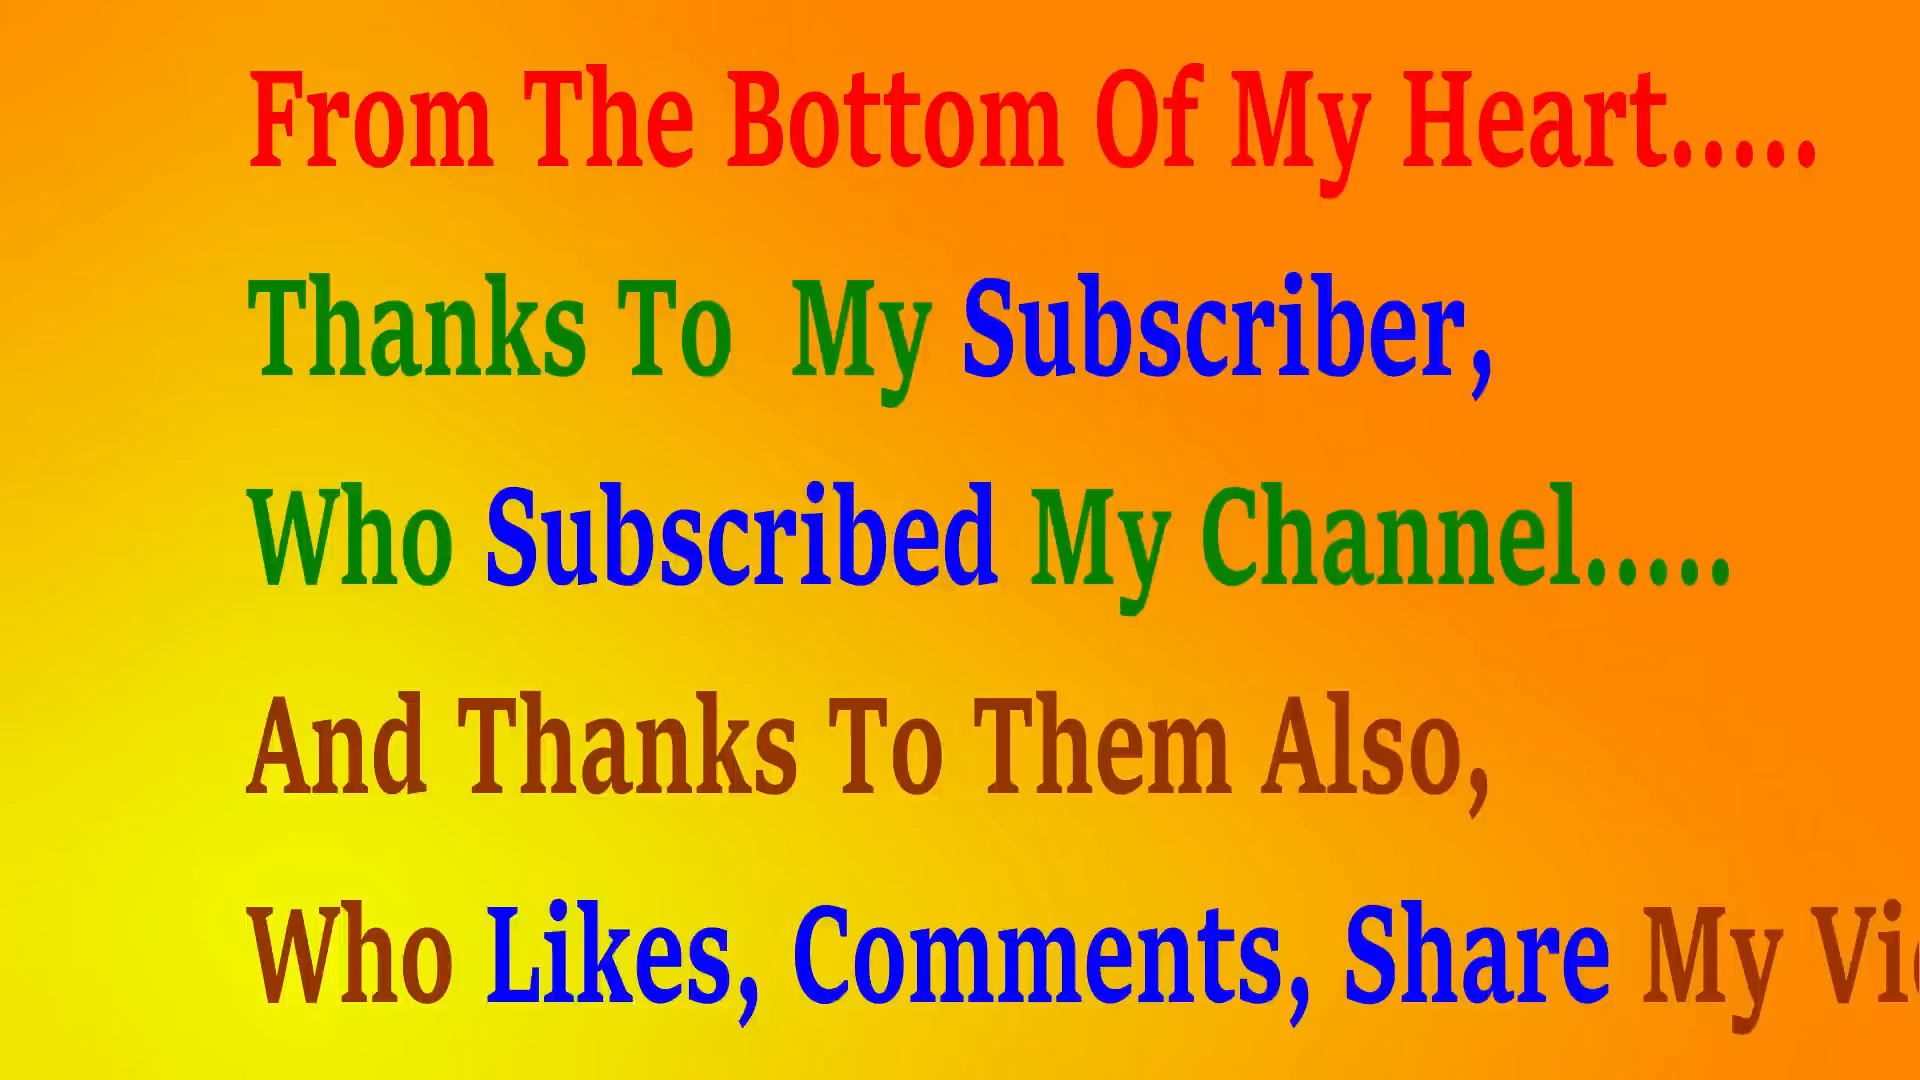 From The Bottom Of My Heart.....
Thanks To  My Subscriber,
Who Subscribed My Channel.....
And Thanks To Them Also,
Who Likes, Comments, Share My